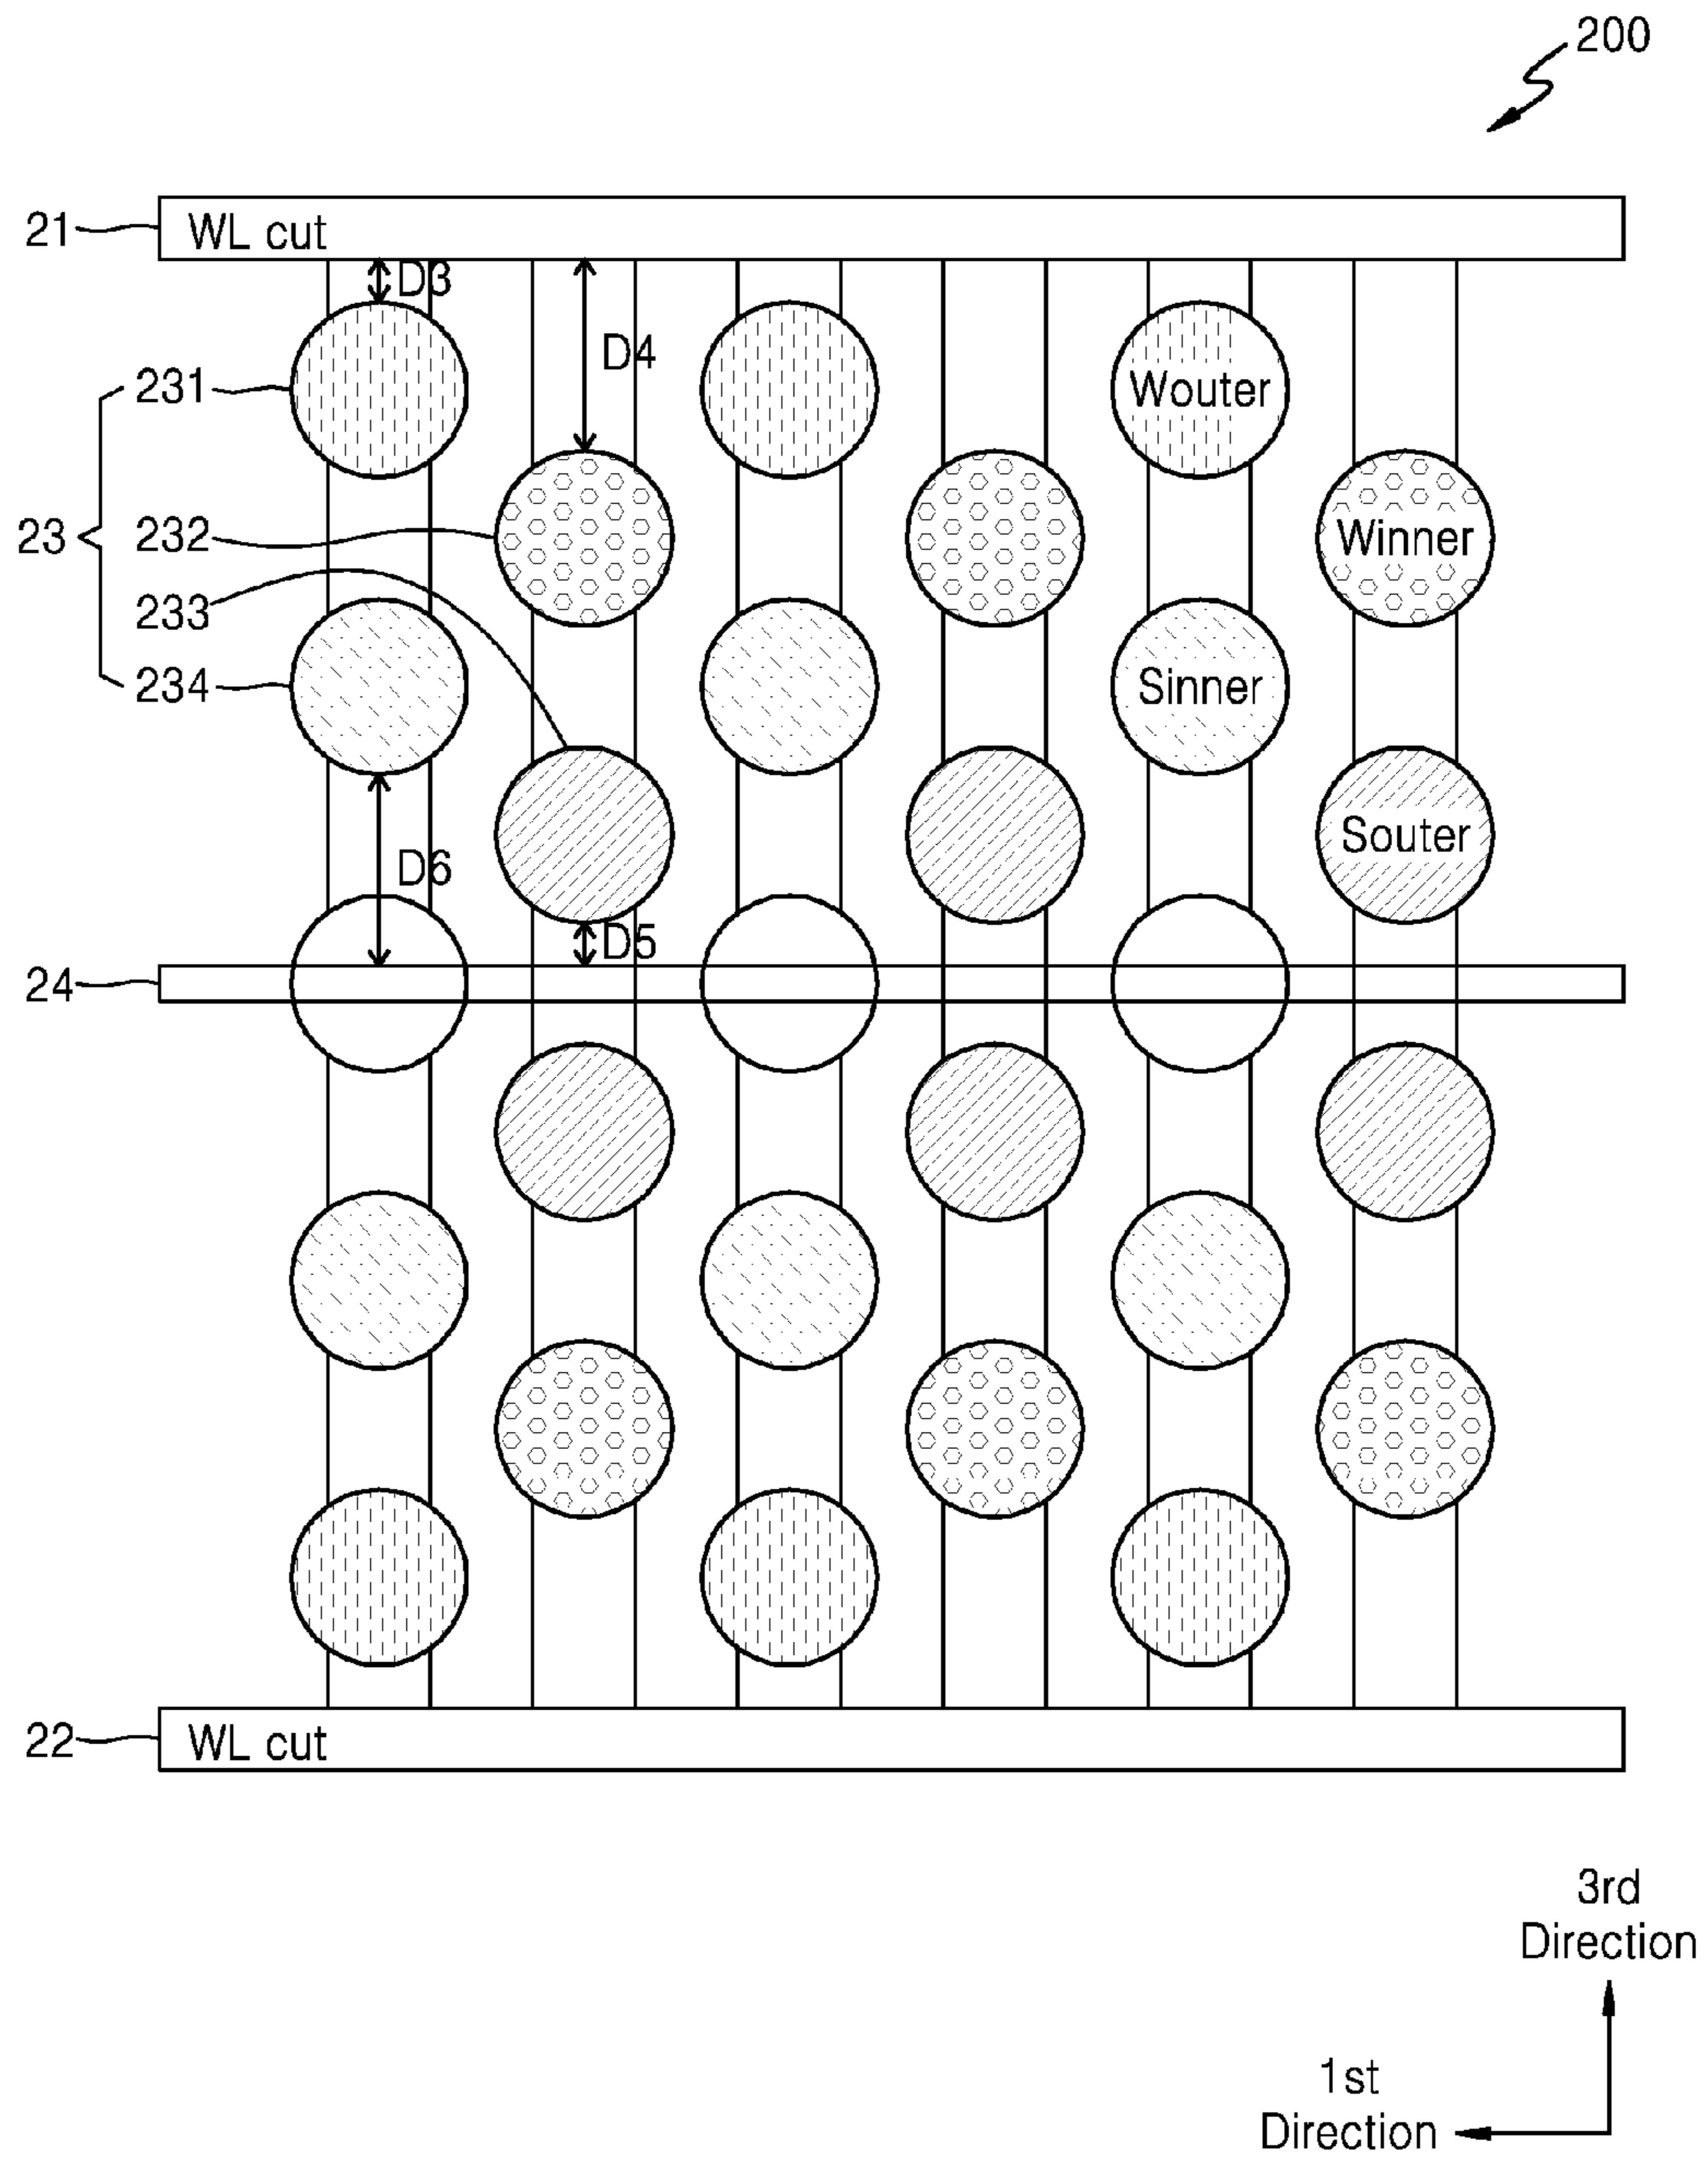 200
21
WL cut
D3
D4
231
Wouter
23
232
Winner
233
234
Sinner
Souter
D6
D5
24
22
WL cut
3rd
Direction
1st
Direction